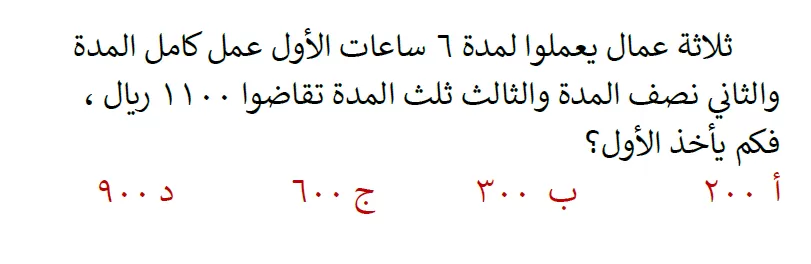 ثلاثة عمال يعملوا لمدة ٦ ساعات الأول عمل كامل المدة
والثاني نصف المدة والثالث ثلث المدة تقاضوا ١١٠٠ ريال ،
فكم يأخذ الأول؟
أ ٢٠٠ ب ٣٠٠ ج ٦٠٠ د ٩٠٠